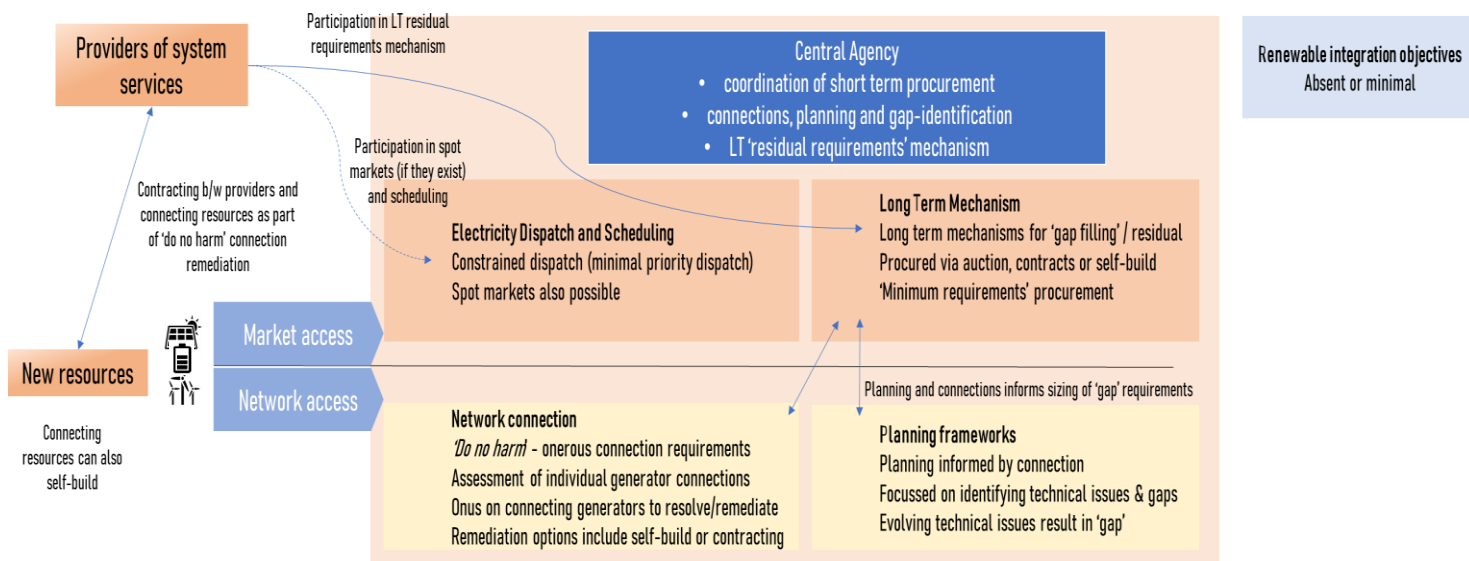 Participation in LT residual
requirements mechanism
Providers of system
services
Central Agency
• coordination of short term procurement
• connections, planning and gap-identification
• LT ‘residual requirements’ mechanism
Renewable integration objectives
Absent or minimal
Participation in spot
markets (if they exist)
and scheduling
Contracting b/w providers and
connecting resources as part
of ‘do no harm’ connection
remediation
Electricity Dispatch and Scheduling
Constrained dispatch (minimal priority dispatch)
Spot markets also possible
Long Term Mechanism
Long term mechanisms for ‘gap filling’ / residual
Procured via auction, contracts or self-build
‘Minimum requirements’ procurement
Market access
New resources
Network access
Planning and connections informs sizing of ‘gap’ requirements
Connecting
resources can also
self-build
Network connection
‘Do no harm’ - onerous connection requirements
Assessment of individual generator connections
Onus on connecting generators to resolve/remediate
Remediation options include self-build or contracting
Planning frameworks
Planning informed by connection
Focussed on identifying technical issues & gaps
Evolving technical issues result in ‘gap’